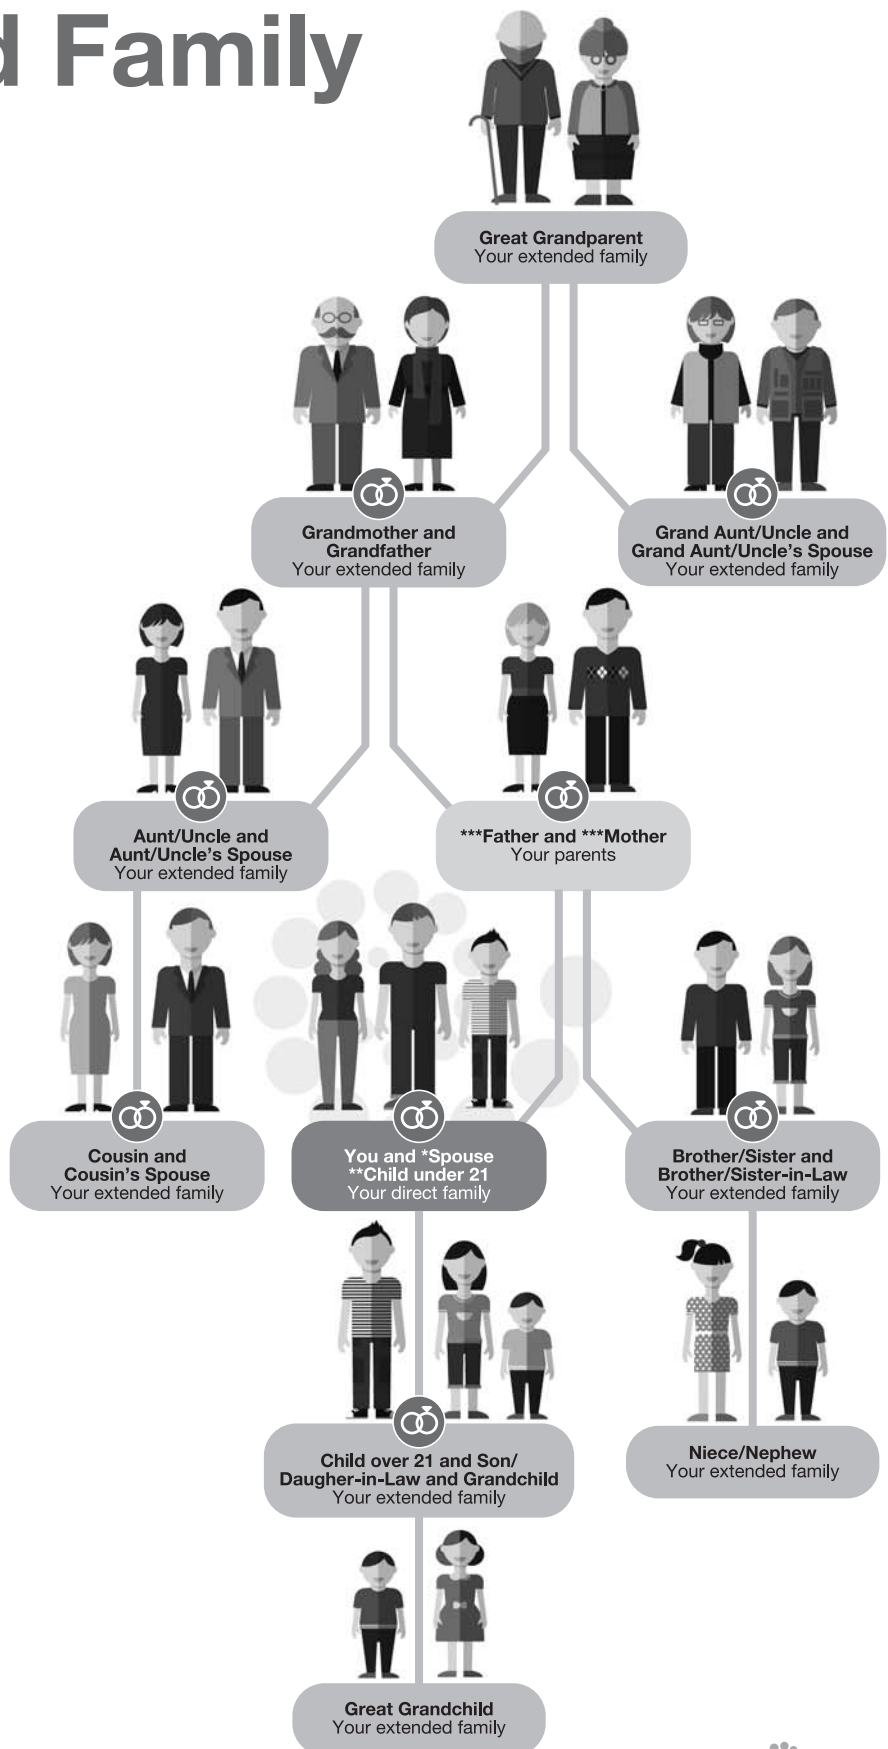 d Family
Great Grandparent
Your extended family
Grandmother and
Grandfather
Your extended family
Grand Aunt/Uncle and
Grand Aunt/Uncle's Spouse
Your extended family
Aunt/Uncle and
Aunt/Uncle's Spouse
Your extended family
***Father and ***Mother
Your parents
Cousin and
Cousin's Spouse
Your extended family
You and *Spouse
**Child under 21
Your direct family
Brother/Sister and
Brother/Sister-in-Law
Your extended family
Child over 21 and Son/
Daugher-in-Law and Grandchild
Your extended family
Niece/Nephew
Your extended family
Great Grandchild
Your extended family